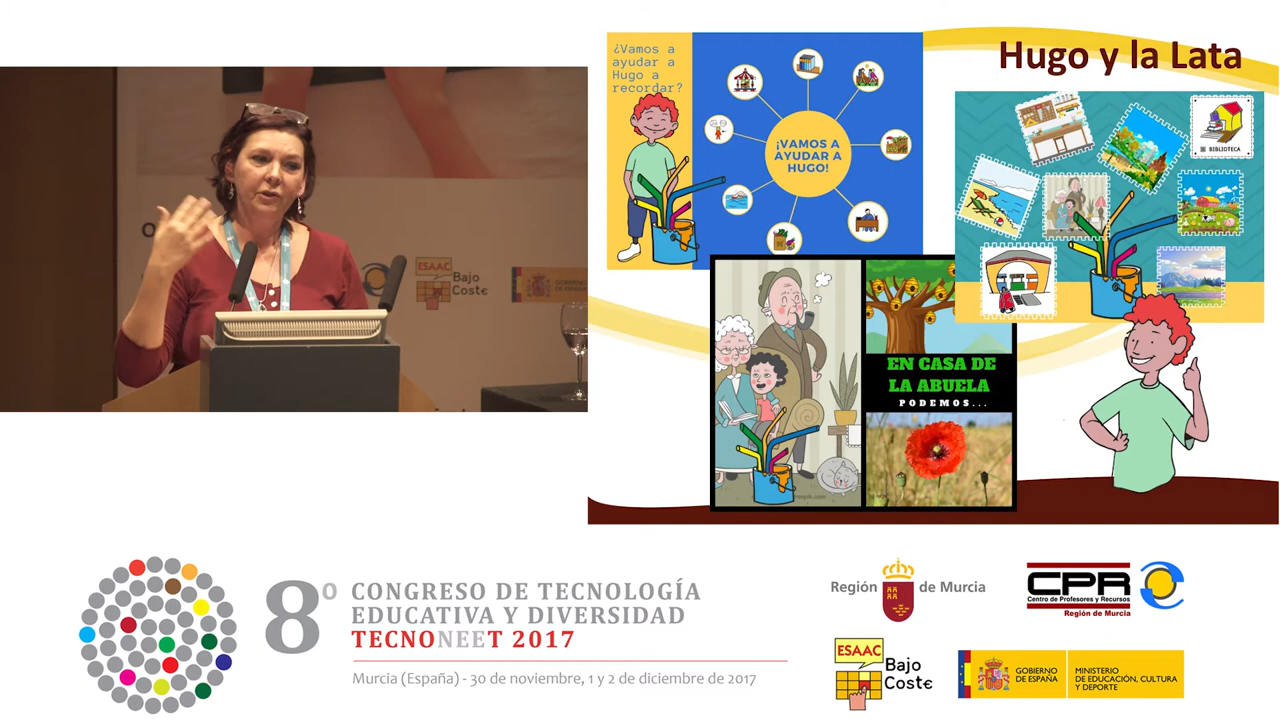 ¿Vamos a
ayudar a
Hugo a
recordar?
¡VAMOS A
AYUDAR A
HUGO!
Hugo y la Lata
BIBLIOTECA
EN CASA DE
LA ABUELA
PODEMOS...
ESAAC
Bajo
Coste
8º
CONGRESO DE TECNOLOGÍA
EDUCATIVA Y DIVERSIDAD
TECNONEET 2017
Murcia (España) - 30 de noviembre, 1 y 2 de diciembre de 2017
Región de Murcia
CPR
Centro de Profesores y Recursos
Región de Murcia
ESAAC
Bajo
Coste
GOBIERNO
DE ESPAÑA
MINISTERIO
DE EDUCACIÓN, CULTURA
Y DEPORTE